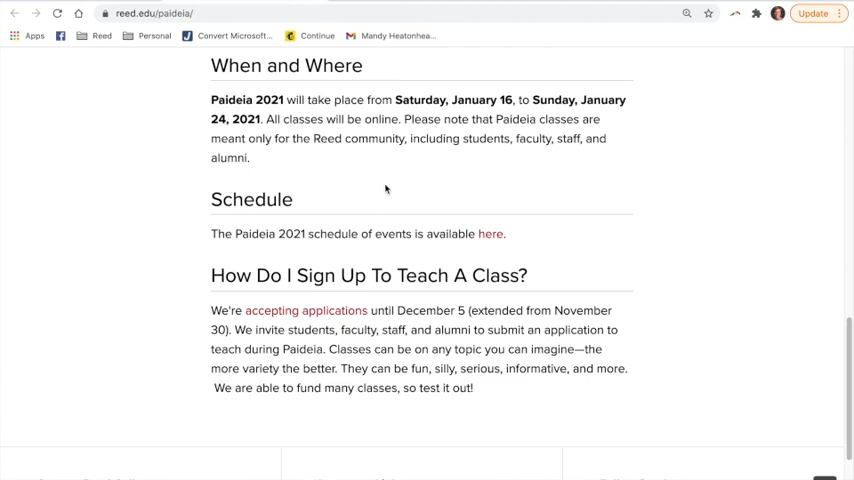 reed.edu/paideia/
Update
Apps
Reed
Personal
Convert Microsoft...
Continue
Mandy Heatonhea...
When and Where
Paideia 2021 will take place from Saturday, January 16, to Sunday, January
24, 2021. All classes will be online. Please note that Paideia classes are
meant only for the Reed community, including students, faculty, staff, and
alumni.
Schedule
The Paideia 2021 schedule of events is available here.
How Do I Sign Up To Teach A Class?
We're accepting applications until December 5 (extended from November
30). We invite students, faculty, staff, and alumni to submit an application to
teach during Paideia. Classes can be on any topic you can imagine—the
more variety the better. They can be fun, silly, serious, informative, and more.
We are able to fund many classes, so test it out!